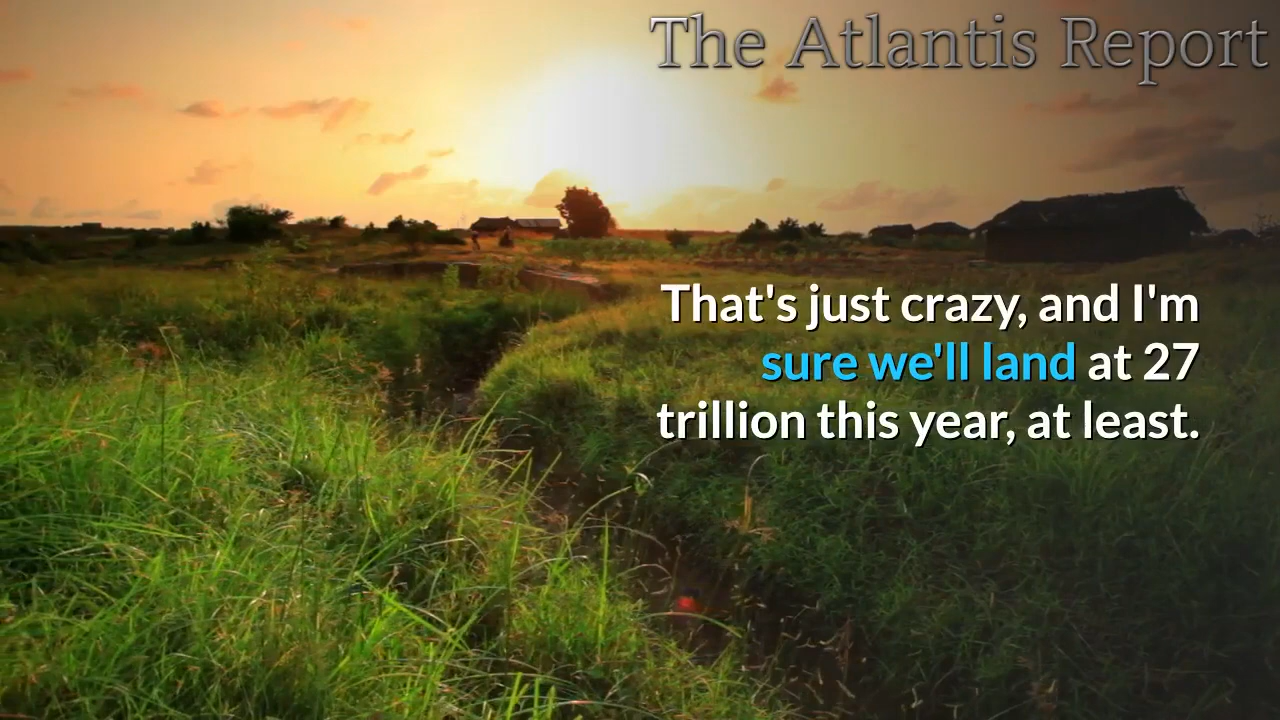 The Atlantis Report
That's just crazy, and I'm
sure we'll land at 27
trillion this year, at least.